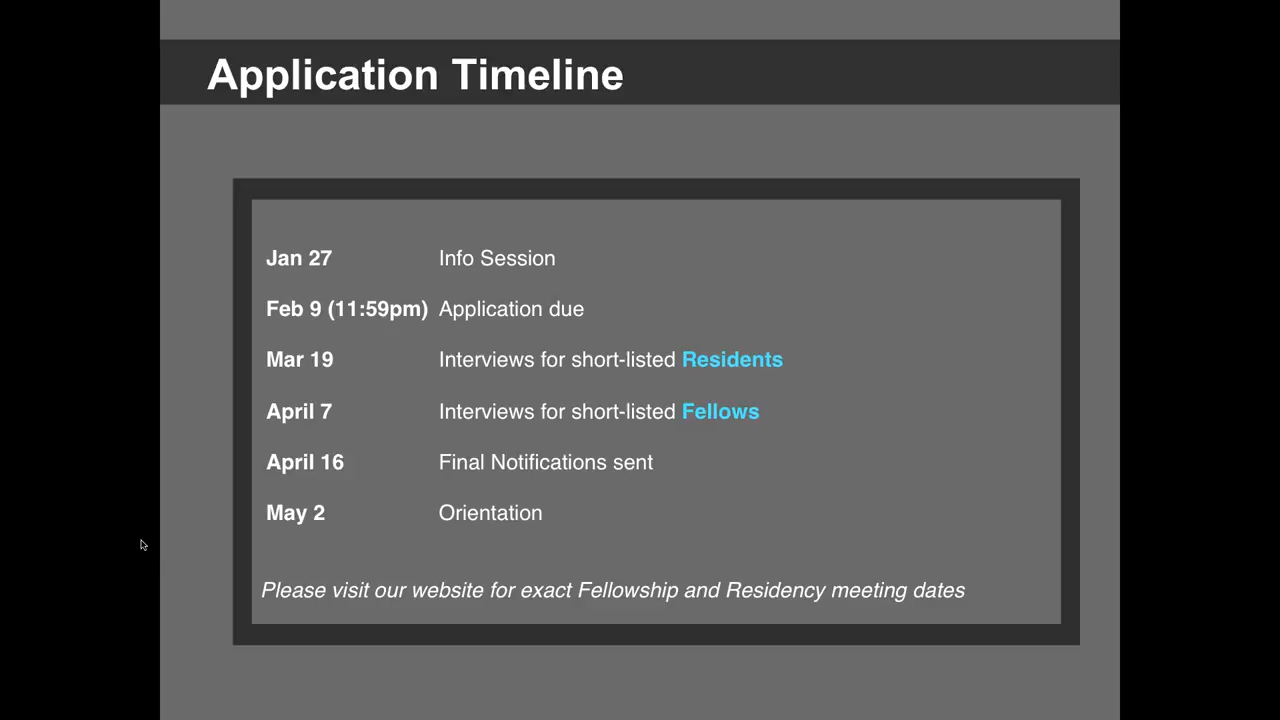 Application Timeline
Jan 27 Info Session
Feb 9 (11:59pm) Application due
Mar 19 Interviews for short-listed Residents
April 7 Interviews for short-listed Fellows
April 16 Final Notifications sent
May 2 Orientation
Please visit our website for exact Fellowship and Residency meeting dates